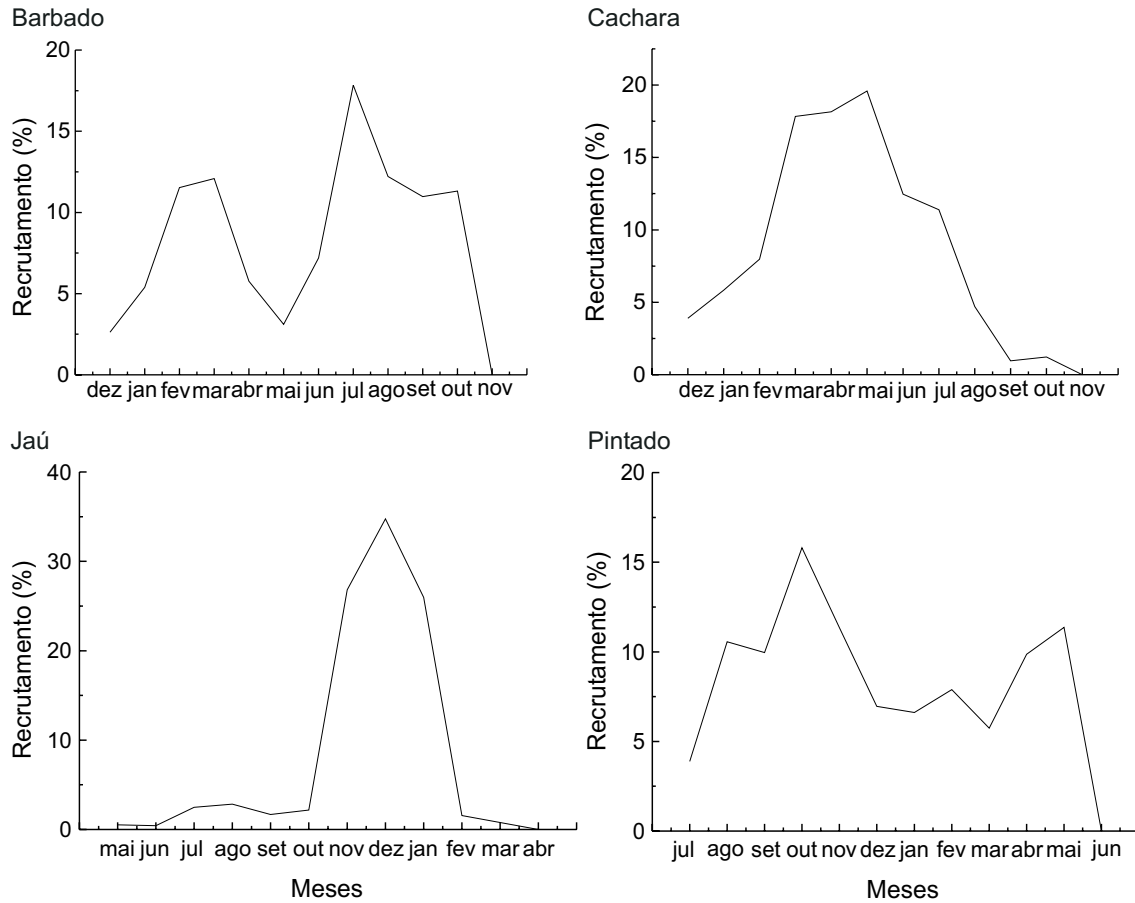 Barbado
Recrutamento (%)
20
15
10
5
0
dez jan fev mar abr mai jun jul ago set out nov
Cachara
Recrutamento (%)
20
15
10
5
0
dez jan fev mar abr mai jun jul ago set out nov
Jaú
Recrutamento (%)
40
30
20
10
0
mai jun jul ago set out nov dez jan fev mar abr
Meses
Pintado
Recrutamento (%)
20
15
10
5
0
jul ago set out nov dez jan fev mar abr mai jun
Meses